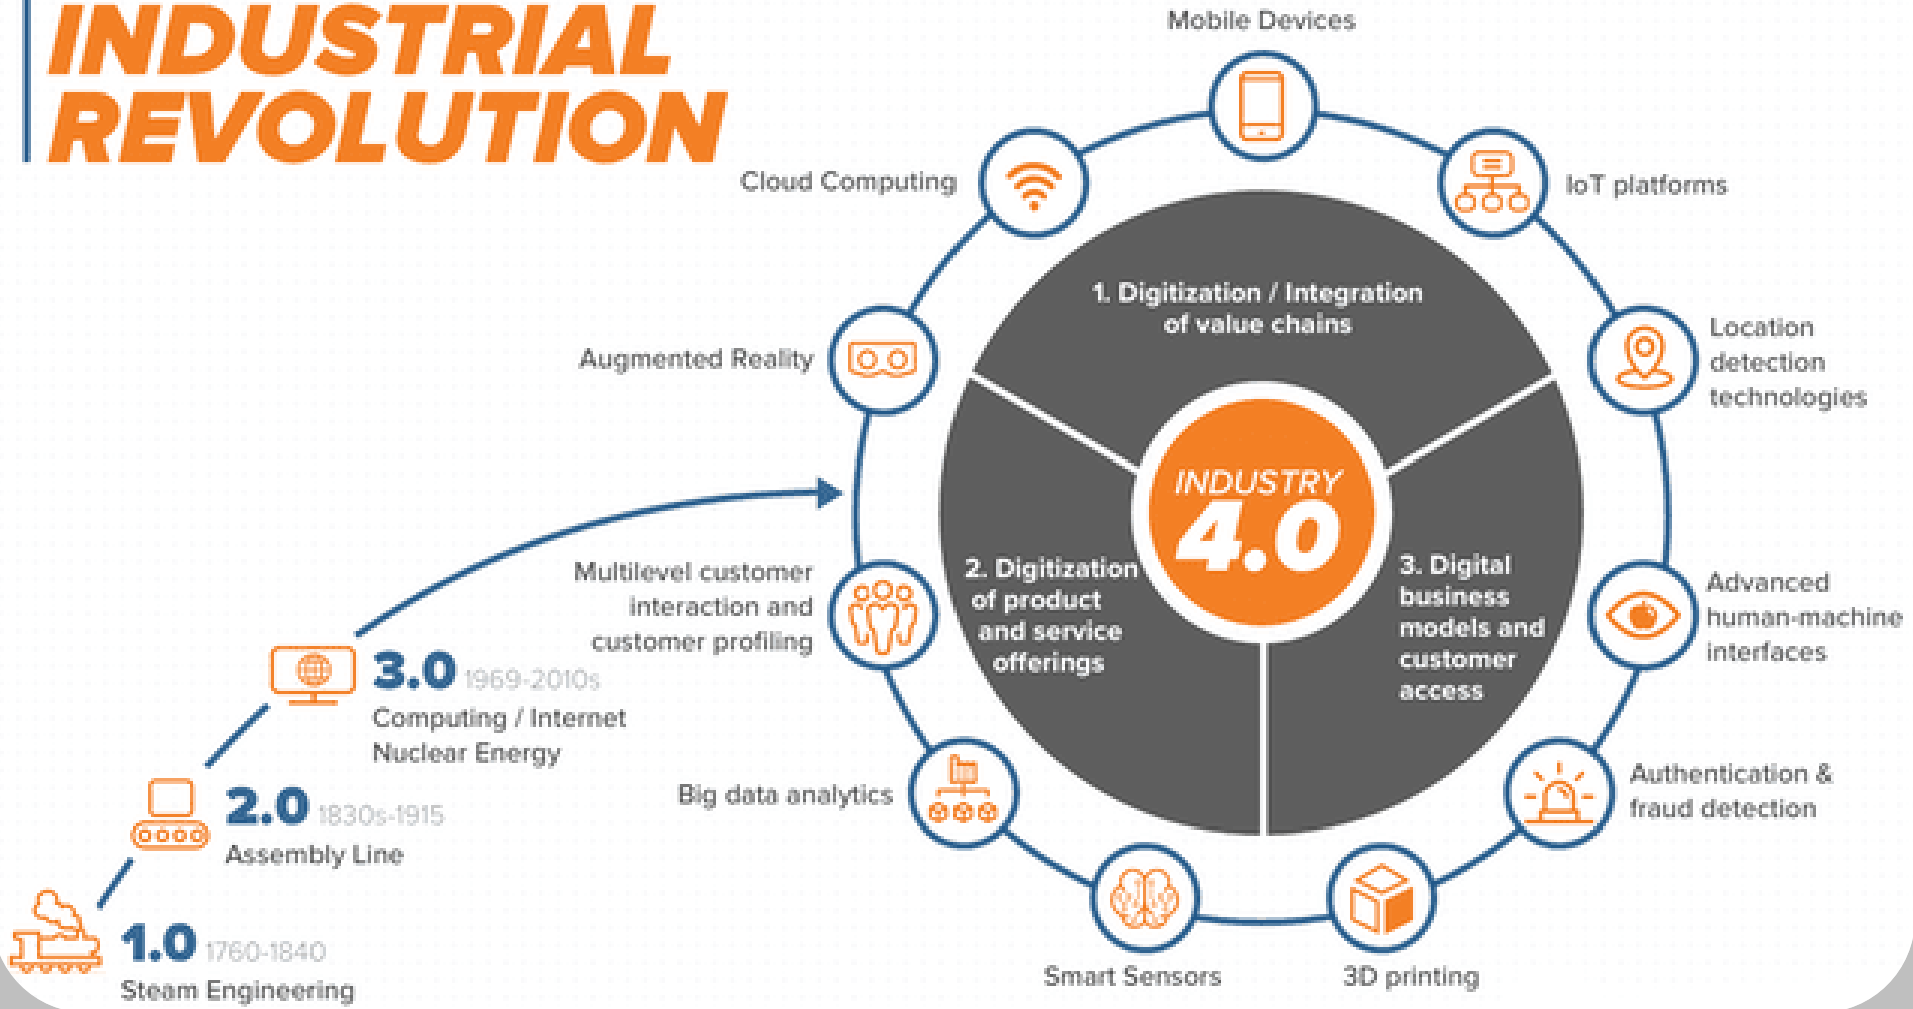 INDUSTRIAL
REVOLUTION
Mobile Devices
Cloud Computing
IoT platforms
Augmented Reality
Location
detection
technologies
1. Digitization / Integration
of value chains
INDUSTRY
4.0
2. Digitization
of product
and service
offerings
3. Digital
business
models and
customer
access
Multilevel customer
interaction and
customer profiling
Advanced
human-machine
interfaces
Big data analytics
Authentication &
fraud detection
Smart Sensors
3D printing
3.0 1969-2010s
Computing / Internet
Nuclear Energy
2.0 1830s-1915
Assembly Line
1.0 1760-1840
Steam Engineering